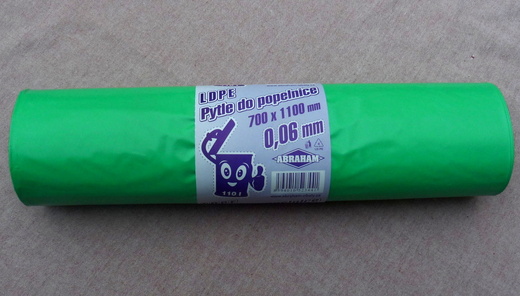 LDPE
Pytle do popelnice
700 x 1100 mm
0,06 mm
ABRAHAM
110 l